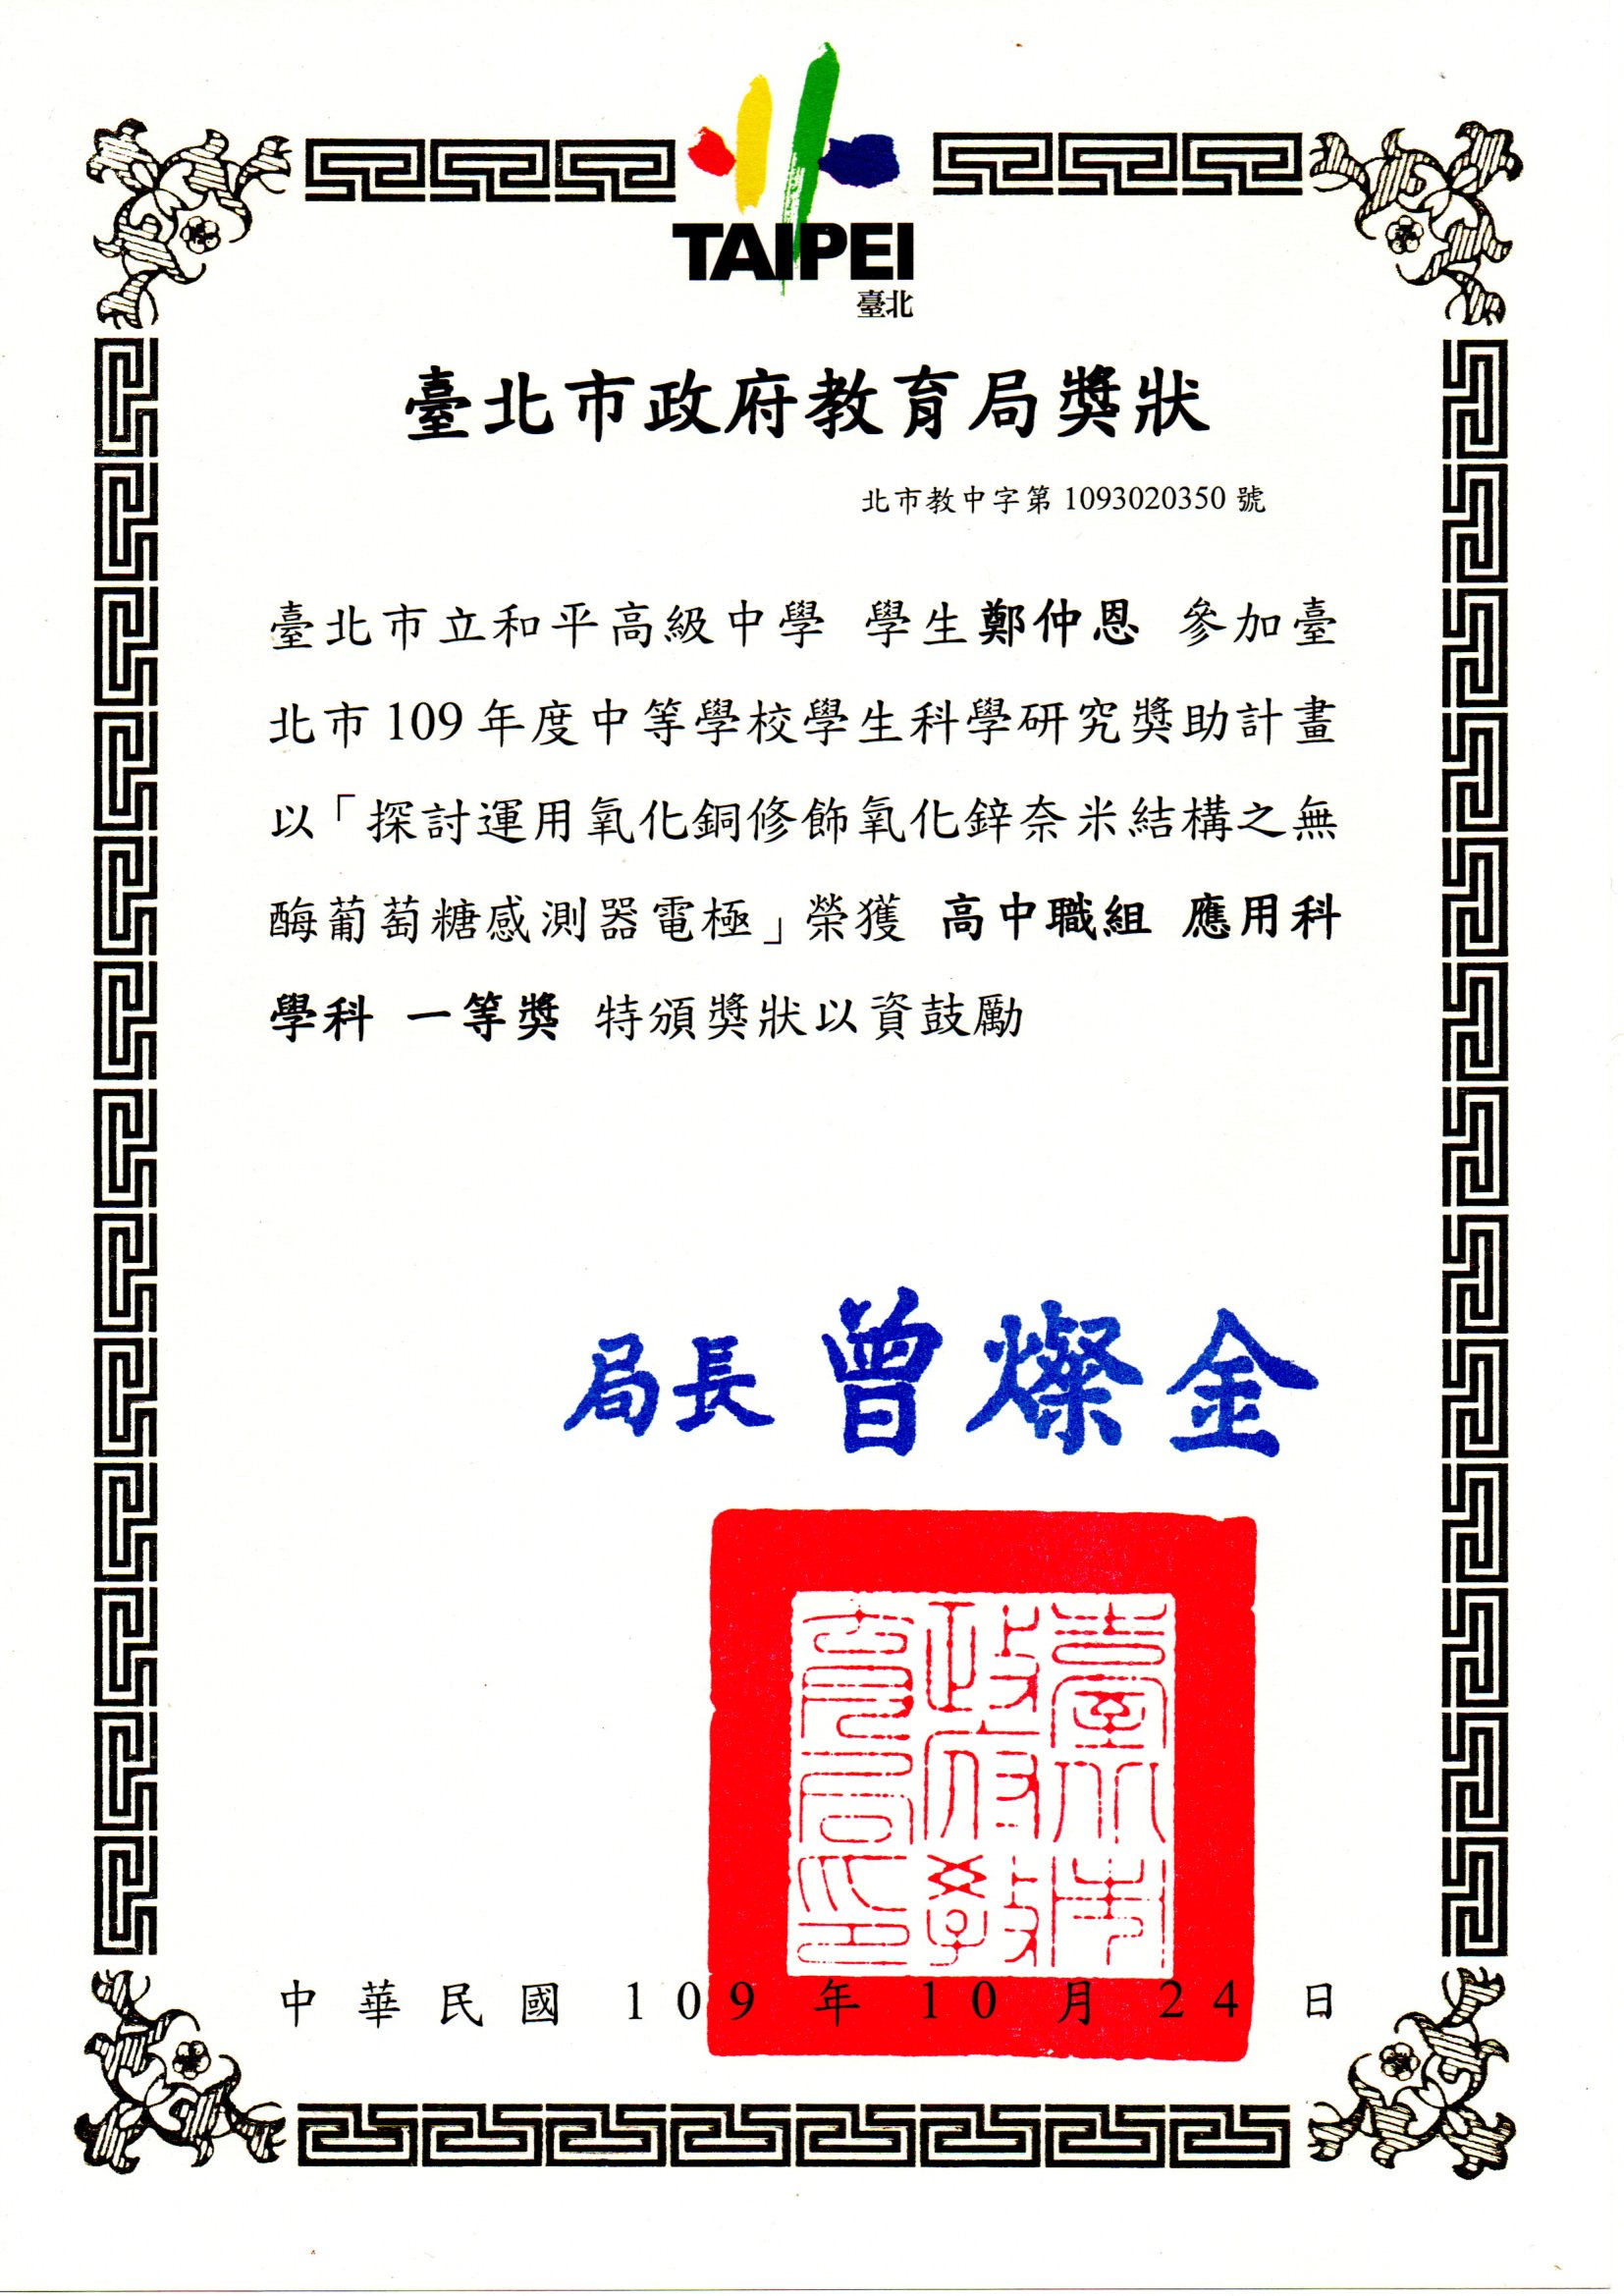 TAIPEI
臺北
臺北市政府教育局獎狀
北市教中字第 1093020350 號
臺北市立和平高級中學 學生鄭仲恩 參加臺
北市 109 年度中等學校學生科學研究獎助計畫
以「探討運用氧化銅修飾氧化鋅奈米結構之無
酶葡萄糖感測器電極」榮獲 高中職組 應用科
學科 一等獎 特頒獎狀以資鼓勵
局長 曾燦金
臺北市政府教育局印
中華民國 109 年 10 月 24 日